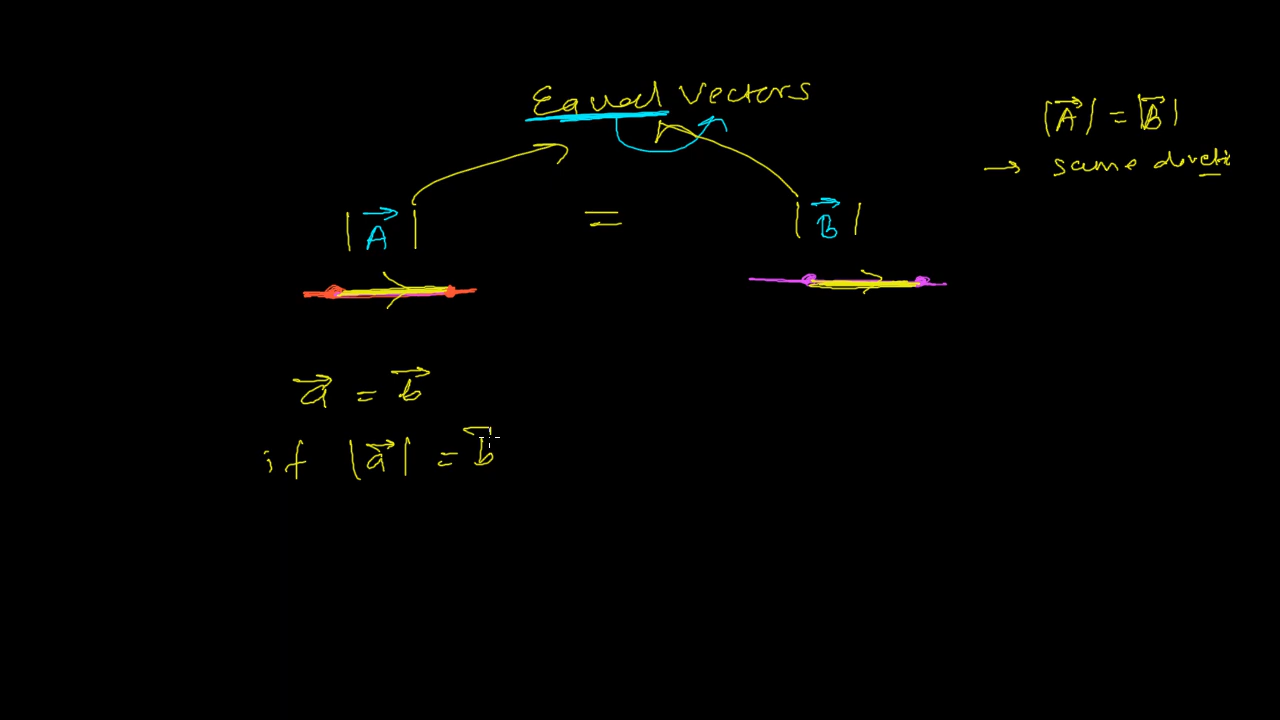 Equal Vectors
|A⃗| = |B⃗|
→ same directi
|A⃗| = |B⃗|
a⃗ = b⃗
if |a⃗| = b⃗